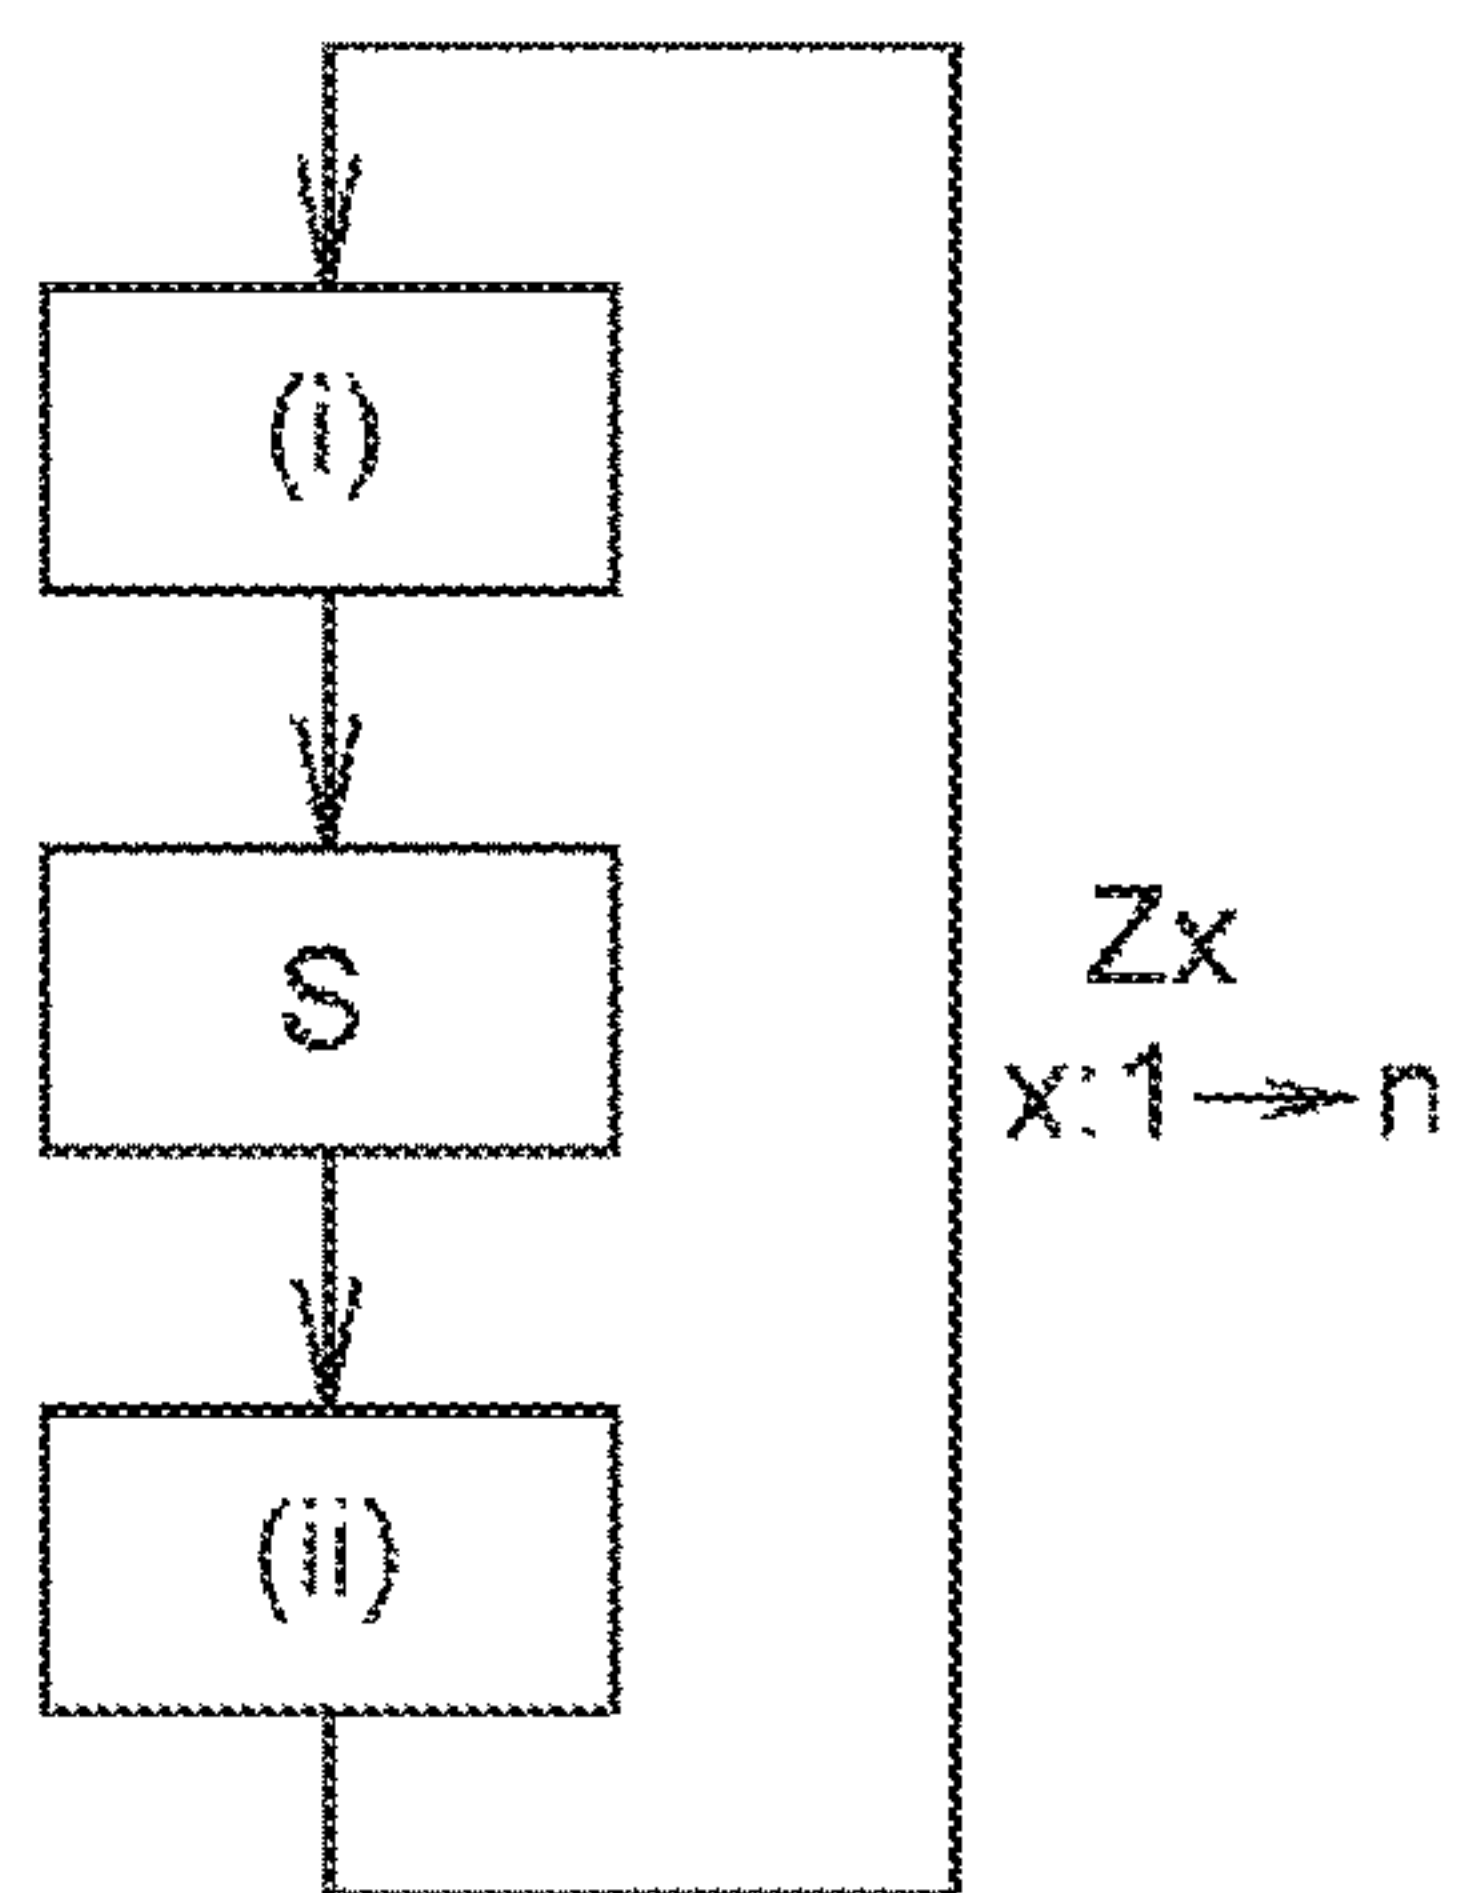 (i)
S
Zx
x:1 → n
(ii)